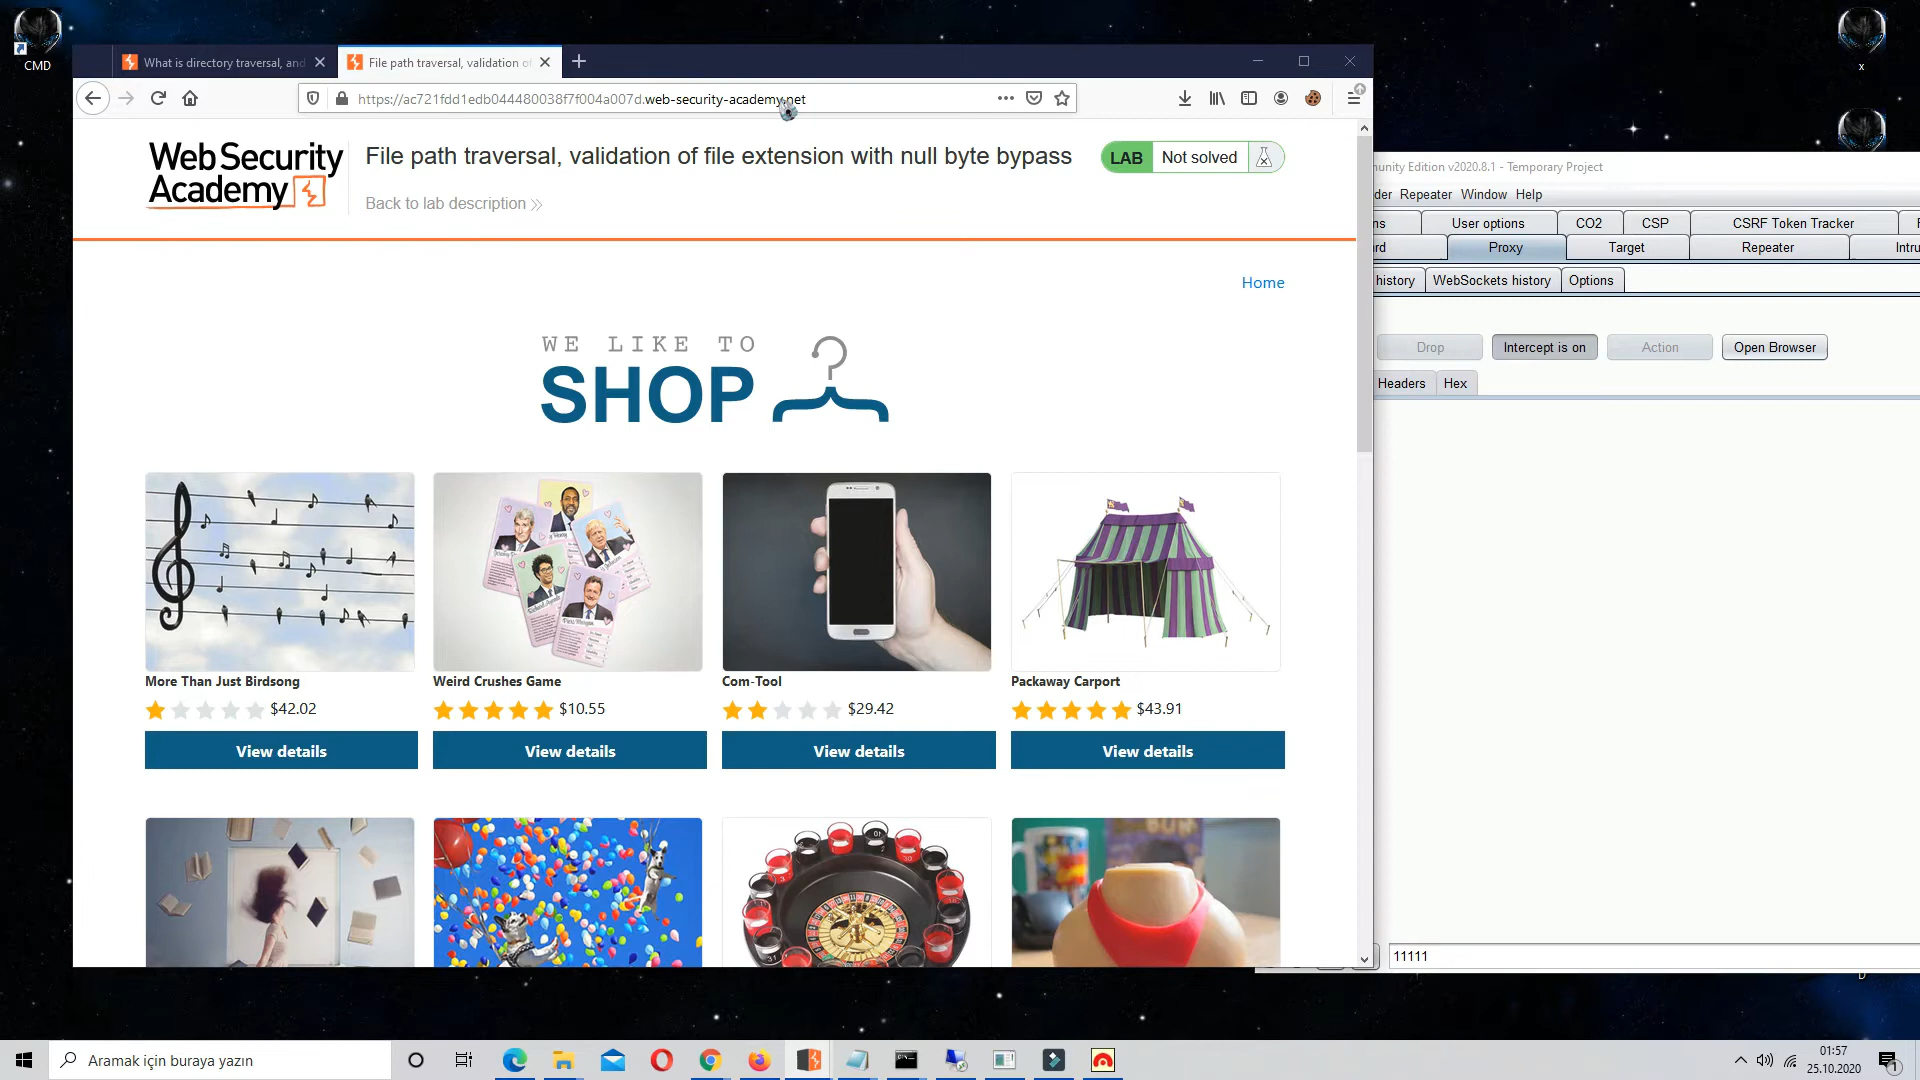 CMD
x
What is directory traversal, and
File path traversal, validation o
https://ac721fdd1edb044480038f7f004a007d.web-security-academy.net
Web Security
Academy
File path traversal, validation of file extension with null byte bypass
LAB
Not solved
Back to lab description
Home
WE LIKE TO
SHOP
More Than Just Birdsong
$42.02
View details
Weird Crushes Game
$10.55
View details
Com-Tool
$29.42
View details
Packaway Carport
$43.91
View details
munity Edition v2020.8.1 - Temporary Project
der Repeater Window Help
ns
User options
CO2
CSP
CSRF Token Tracker
rd
Proxy
Target
Repeater
Intru
history
WebSockets history
Options
Drop
Intercept is on
Action
Open Browser
Headers
Hex
11111
Aramak için buraya yazın
01:57
25.10.2020
1